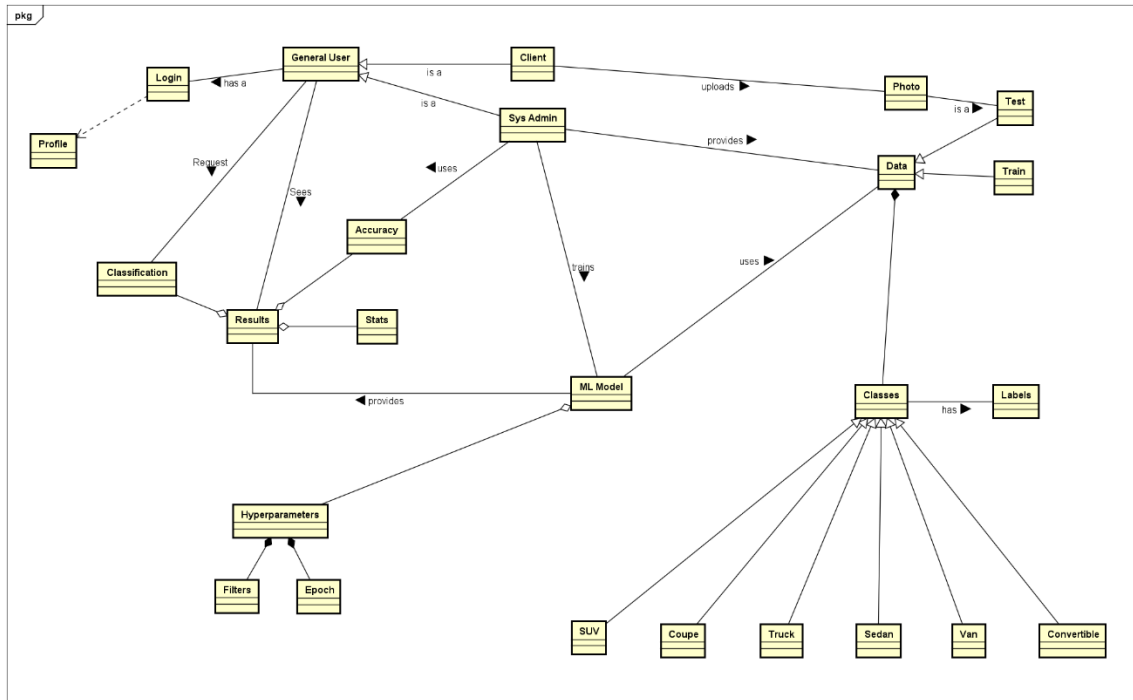 pkg
General User
Client
Login
has a
is a
uploads
Photo
is a
Test
is a
Sys Admin
Profile
provides
Request
uses
Data
Train
Sees
Accuracy
Classification
trains
uses
Results
Stats
ML Model
provides
Classes
has
Labels
Hyperparameters
Filters
Epoch
SUV
Coupe
Truck
Sedan
Van
Convertible